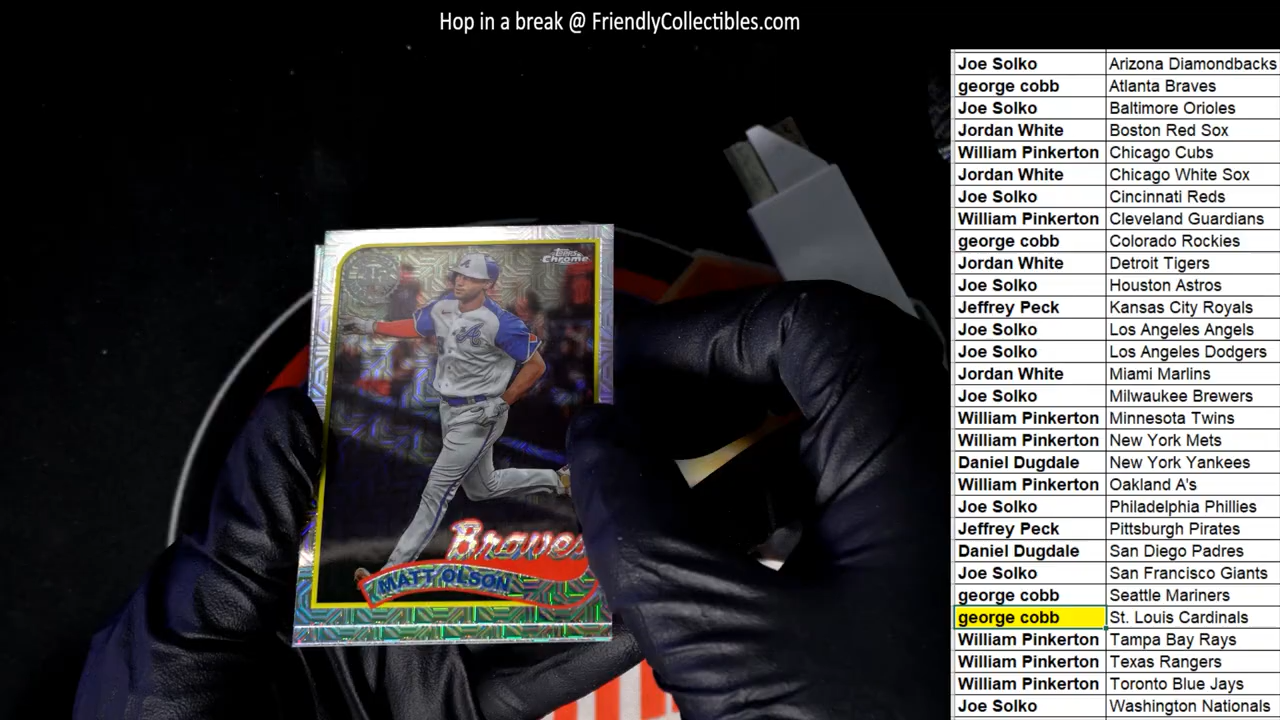 Hop in a break @ FriendlyCollectibles.com
Joe Solko Arizona Diamondbacks
george cobb Atlanta Braves
Joe Solko Baltimore Orioles
Jordan White Boston Red Sox
William Pinkerton Chicago Cubs
Jordan White Chicago White Sox
Joe Solko Cincinnati Reds
William Pinkerton Cleveland Guardians
george cobb Colorado Rockies
Jordan White Detroit Tigers
Joe Solko Houston Astros
Jeffrey Peck Kansas City Royals
Joe Solko Los Angeles Angels
Joe Solko Los Angeles Dodgers
Jordan White Miami Marlins
Joe Solko Milwaukee Brewers
William Pinkerton Minnesota Twins
William Pinkerton New York Mets
Daniel Dugdale New York Yankees
William Pinkerton Oakland A's
Joe Solko Philadelphia Phillies
Jeffrey Peck Pittsburgh Pirates
Daniel Dugdale San Diego Padres
Joe Solko San Francisco Giants
george cobb Seattle Mariners
george cobb St. Louis Cardinals
William Pinkerton Tampa Bay Rays
William Pinkerton Texas Rangers
William Pinkerton Toronto Blue Jays
Joe Solko Washington Nationals
Topps
Chrome
Braves
MATT OLSON